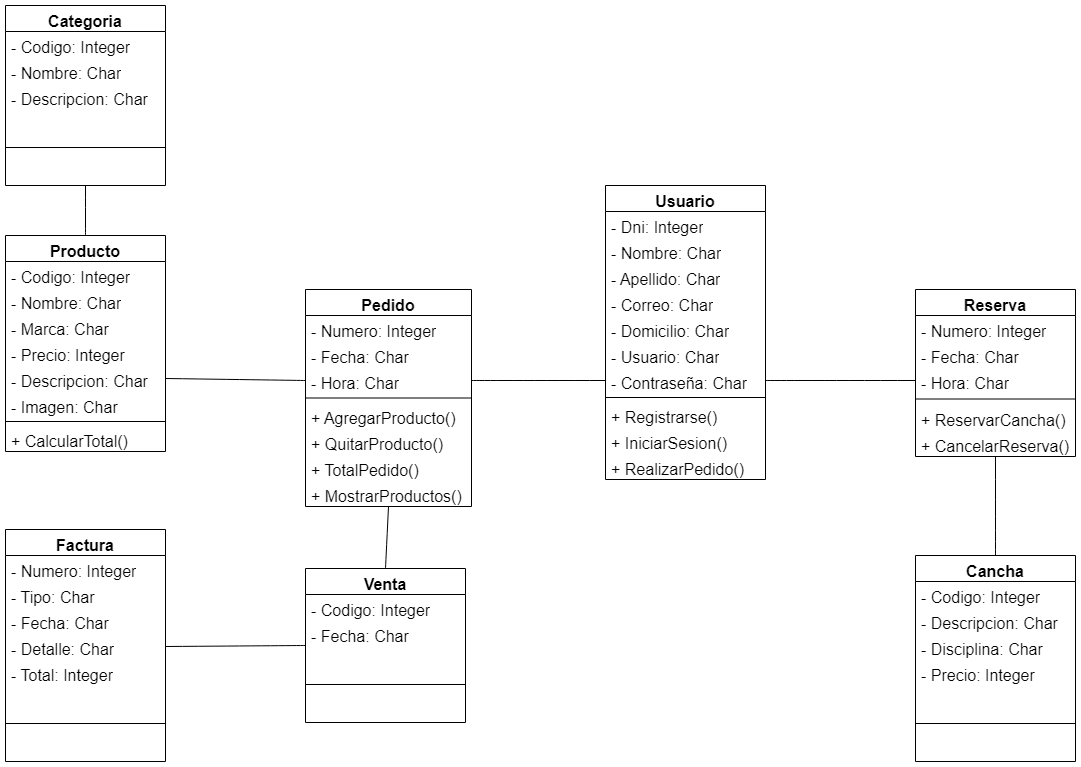 Categoria
- Codigo: Integer
- Nombre: Char
- Descripcion: Char
Producto
- Codigo: Integer
- Nombre: Char
- Marca: Char
- Precio: Integer
- Descripcion: Char
- Imagen: Char
+ CalcularTotal()
Factura
- Numero: Integer
- Tipo: Char
- Fecha: Char
- Detalle: Char
- Total: Integer
Pedido
- Numero: Integer
- Fecha: Char
- Hora: Char
+ AgregarProducto()
+ QuitarProducto()
+ TotalPedido()
+ MostrarProductos()
Venta
- Codigo: Integer
- Fecha: Char
Usuario
- Dni: Integer
- Nombre: Char
- Apellido: Char
- Correo: Char
- Domicilio: Char
- Usuario: Char
- Contraseña: Char
+ Registrarse()
+ IniciarSesion()
+ RealizarPedido()
Reserva
- Numero: Integer
- Fecha: Char
- Hora: Char
+ ReservarCancha()
+ CancelarReserva()
Cancha
- Codigo: Integer
- Descripcion: Char
- Disciplina: Char
- Precio: Integer